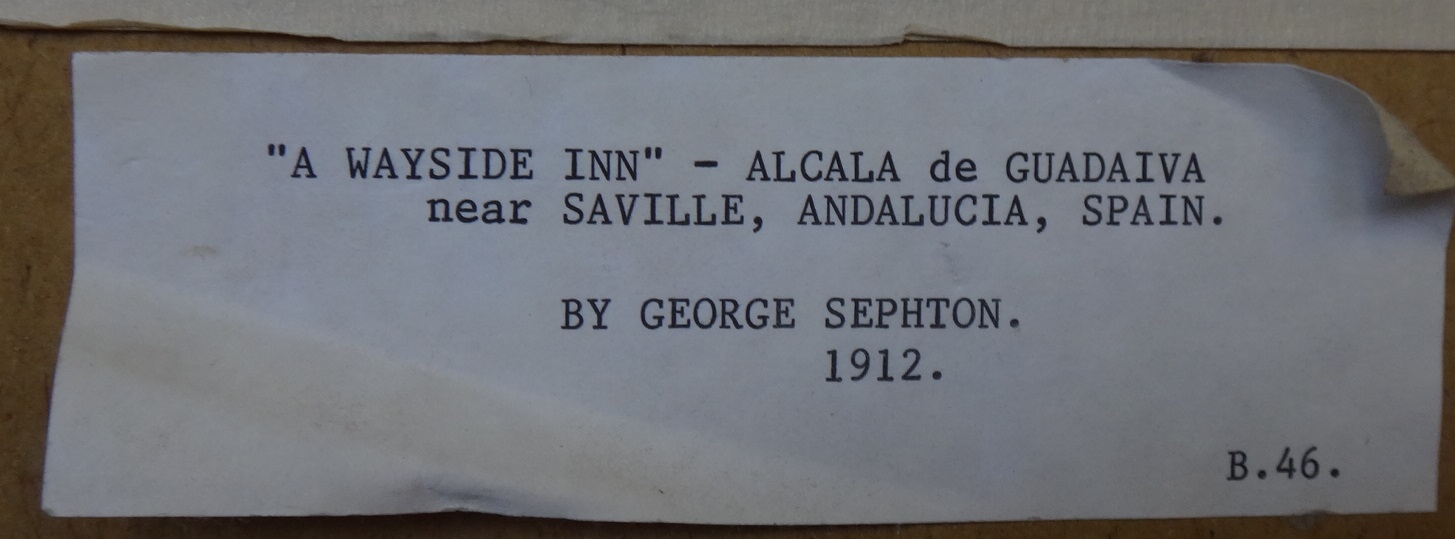 "A WAYSIDE INN" - ALCALA de GUADAIVA
near SAVILLE, ANDALUCIA, SPAIN.
BY GEORGE SEPHTON.
1912.
B.46.